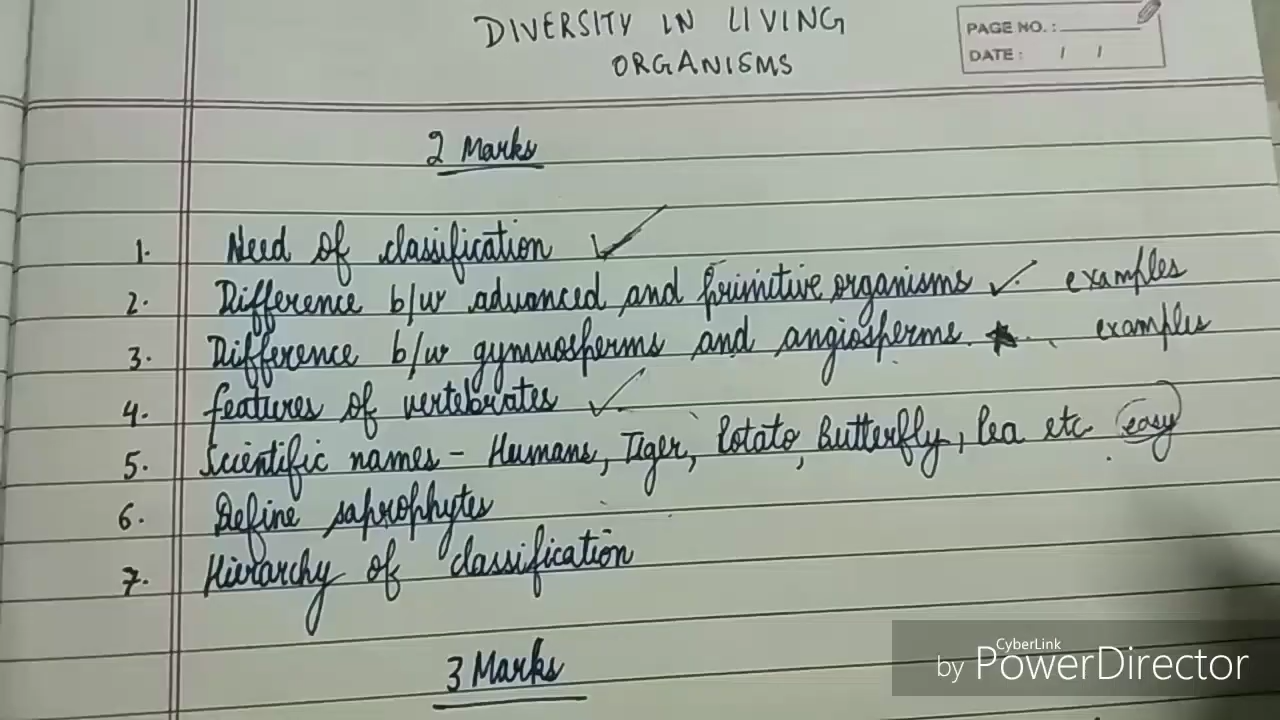 DIVERSITY IN LIVING
ORGANISMS
PAGE NO.:
DATE: / /
2 Marks
1. Need of classification
2. Difference b/w advanced and primitive organisms examples
3. Difference b/w gymnosperms and angiosperms. examples
4. features of vertebrates
5. Scientific names - Humans, Tiger, Potato, Butterfly, Pea etc. easy
6. Define saprophytes
7. Hierarchy of classification
3 Marks
CyberLink
by PowerDirector